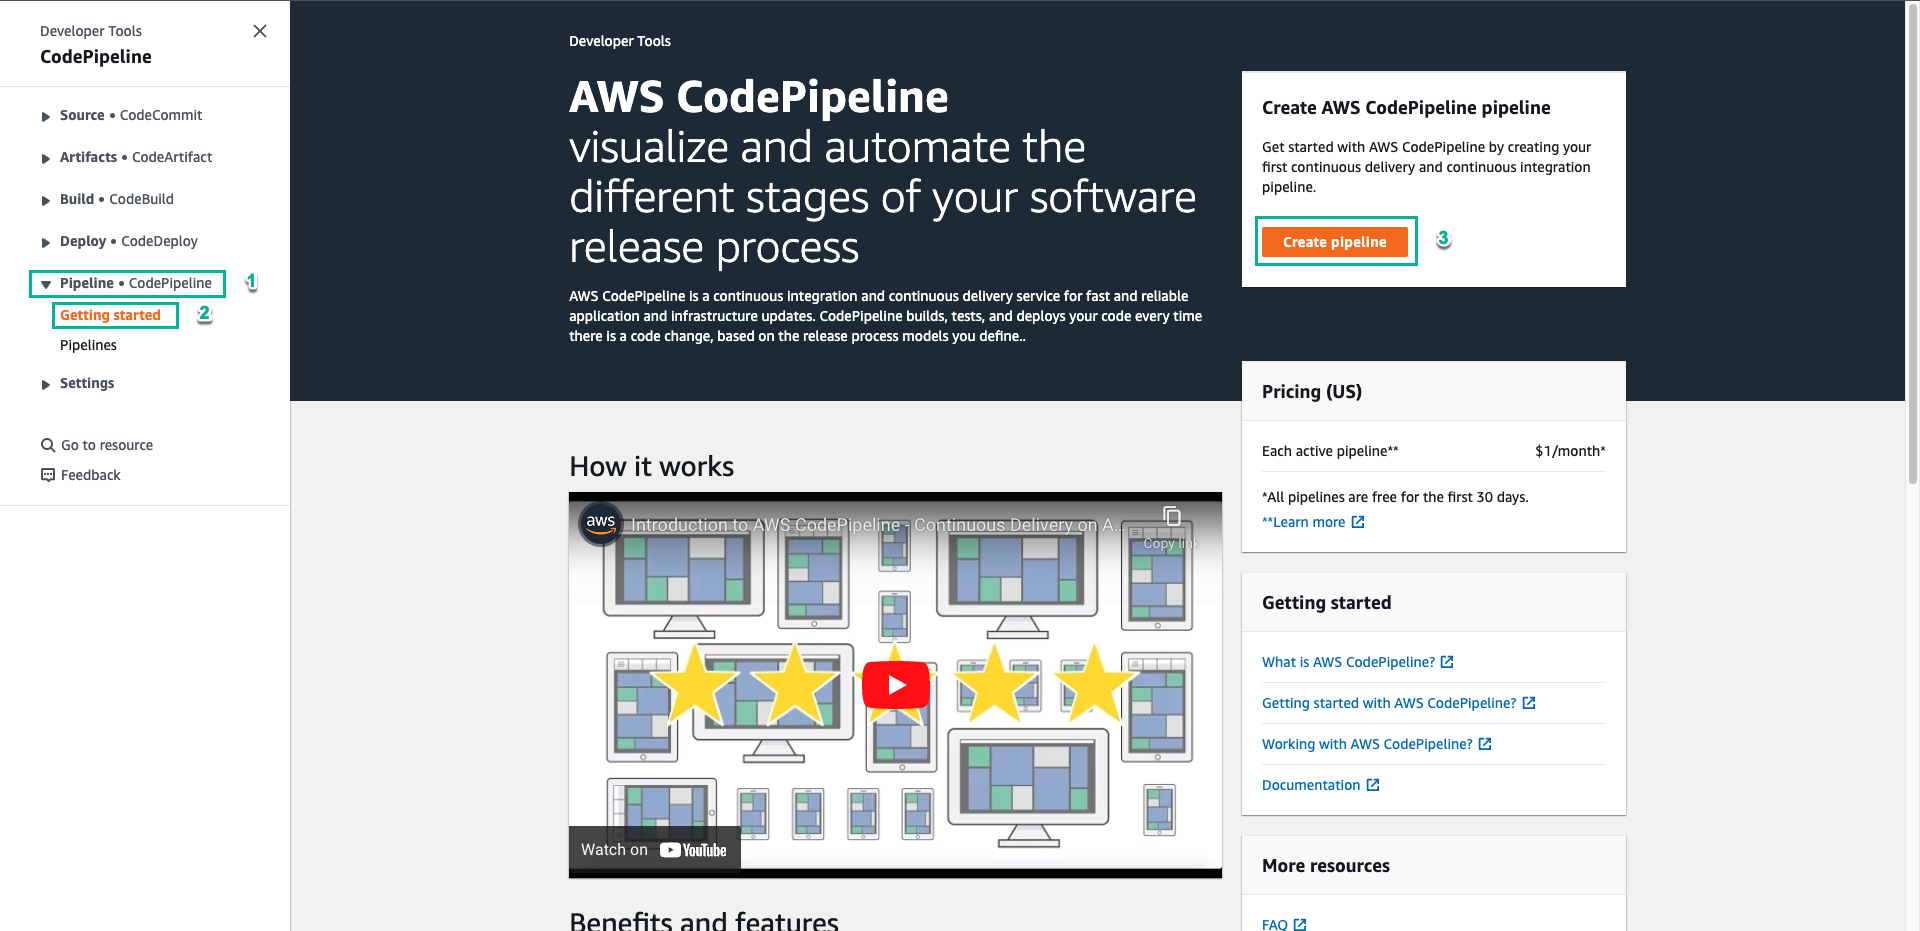 Developer Tools
CodePipeline
Source • CodeCommit
Artifacts • CodeArtifact
Build • CodeBuild
Deploy • CodeDeploy
Pipeline • CodePipeline
1
Getting started
2
Pipelines
Settings
Go to resource
Feedback
Developer Tools
AWS CodePipeline
visualize and automate the
different stages of your software
release process
AWS CodePipeline is a continuous integration and continuous delivery service for fast and reliable
application and infrastructure updates. CodePipeline builds, tests, and deploys your code every time
there is a code change, based on the release process models you define..
Create AWS CodePipeline pipeline
Get started with AWS CodePipeline by creating your
first continuous delivery and continuous integration
pipeline.
Create pipeline
3
How it works
aws
Introduction to AWS CodePipeline - Continuous Delivery on A...
Copy link
Watch on YouTube
Benefits and features
Pricing (US)
Each active pipeline** $1/month*
*All pipelines are free for the first 30 days.
**Learn more
Getting started
What is AWS CodePipeline?
Getting started with AWS CodePipeline?
Working with AWS CodePipeline?
Documentation
More resources
FAQ